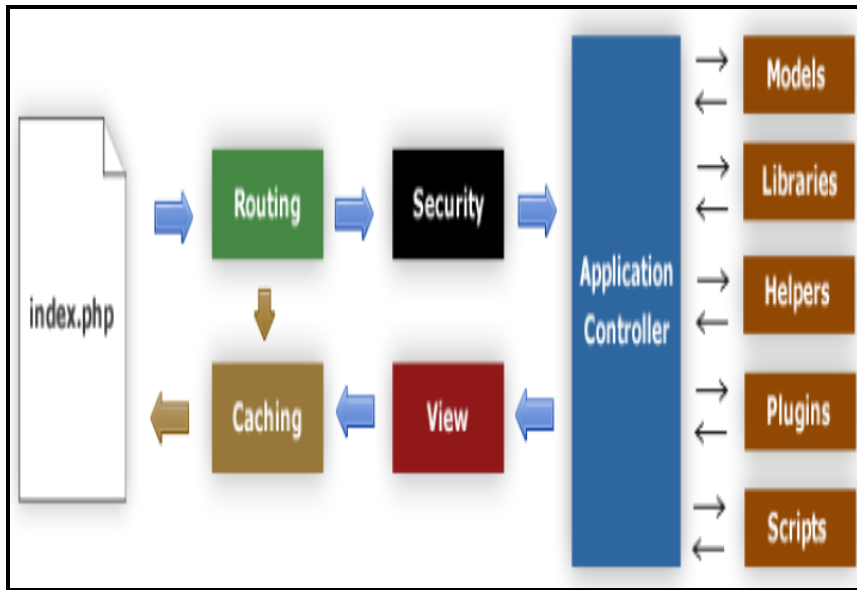 index.php
Routing
Security
Application
Controller
Caching
View
Models
Libraries
Helpers
Plugins
Scripts